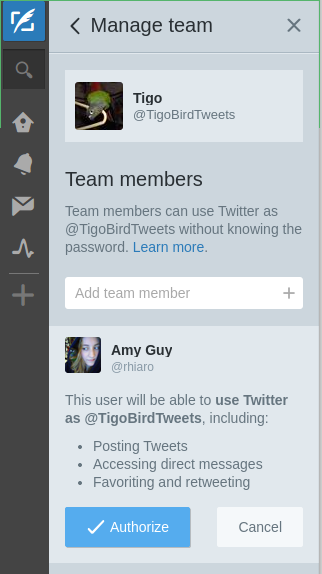 Manage team
Tigo
@TigoBirdTweets
Team members
Team members can use Twitter as
@TigoBirdTweets without knowing the
password. Learn more.
Add team member
Amy Guy
@rhiaro
This user will be able to use Twitter
as @TigoBirdTweets, including:
• Posting Tweets
• Accessing direct messages
• Favoriting and retweeting
Authorize
Cancel